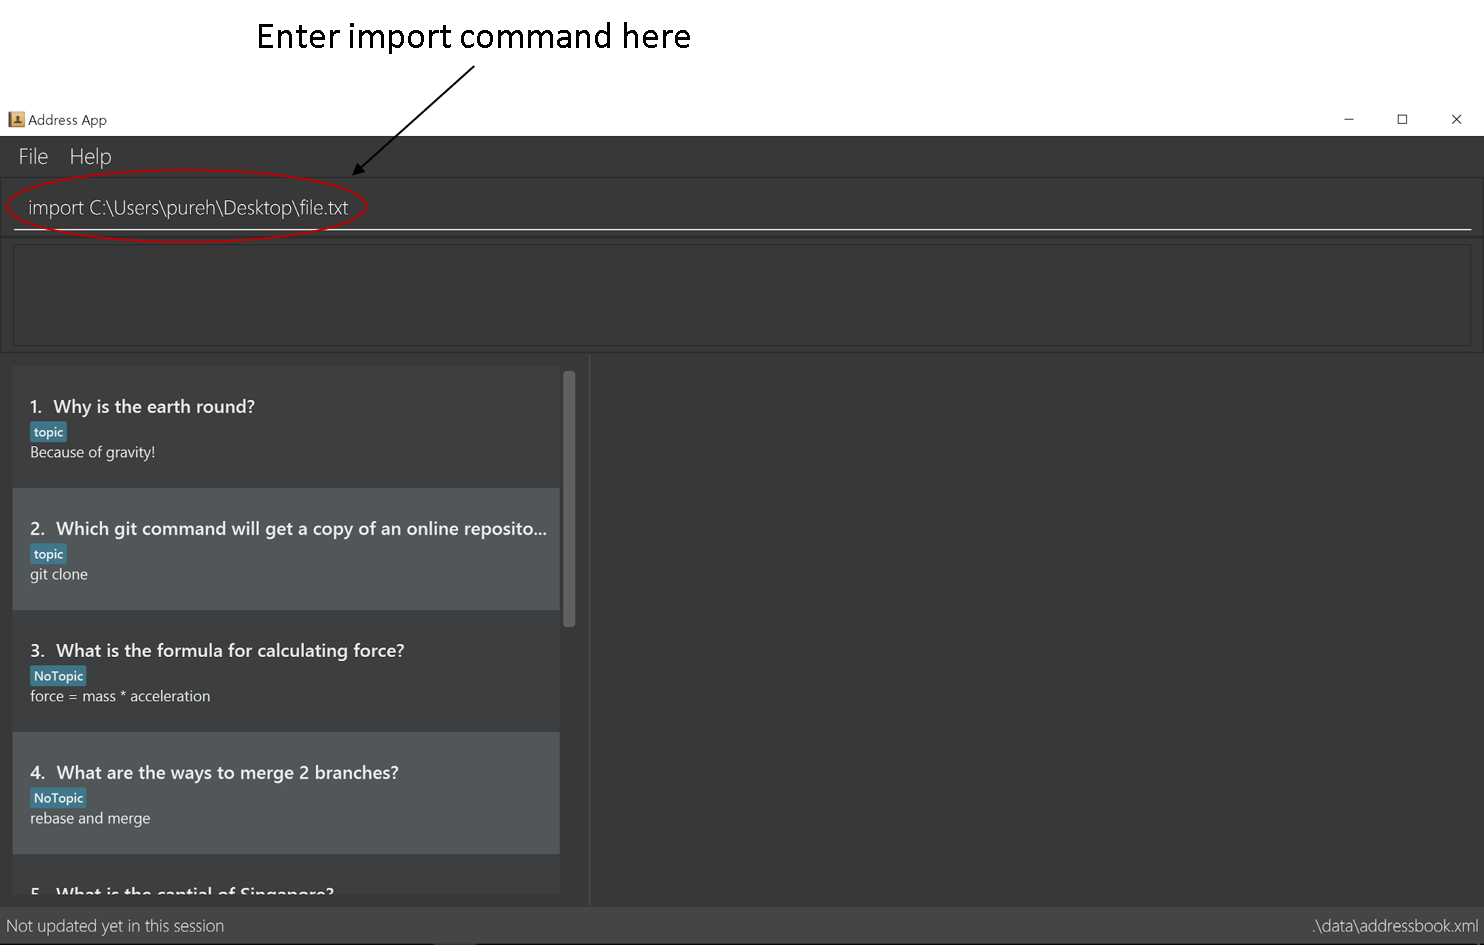 Enter import command here
Address App
File Help
import C:\Users\pureh\Desktop\file.txt
1. Why is the earth round?
topic
Because of gravity!
2. Which git command will get a copy of an online reposito...
topic
git clone
3. What is the formula for calculating force?
NoTopic
force = mass * acceleration
4. What are the ways to merge 2 branches?
NoTopic
rebase and merge
5. What is the captial of Singapore?
Not updated yet in this session
.\data\addressbook.xml